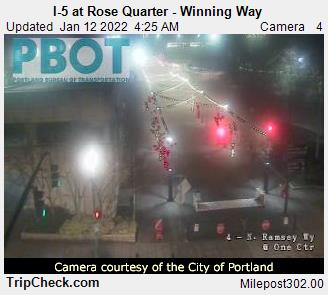 I-5 at Rose Quarter - Winning Way
Updated Jan 12 2022 4:25 AM Camera 4
PBOT
PORTLAND BUREAU OF TRANSPORTATION
4 - N. Ramsey Wy
@ One Ctr
Camera courtesy of the City of Portland
TripCheck.com Milepost302.00